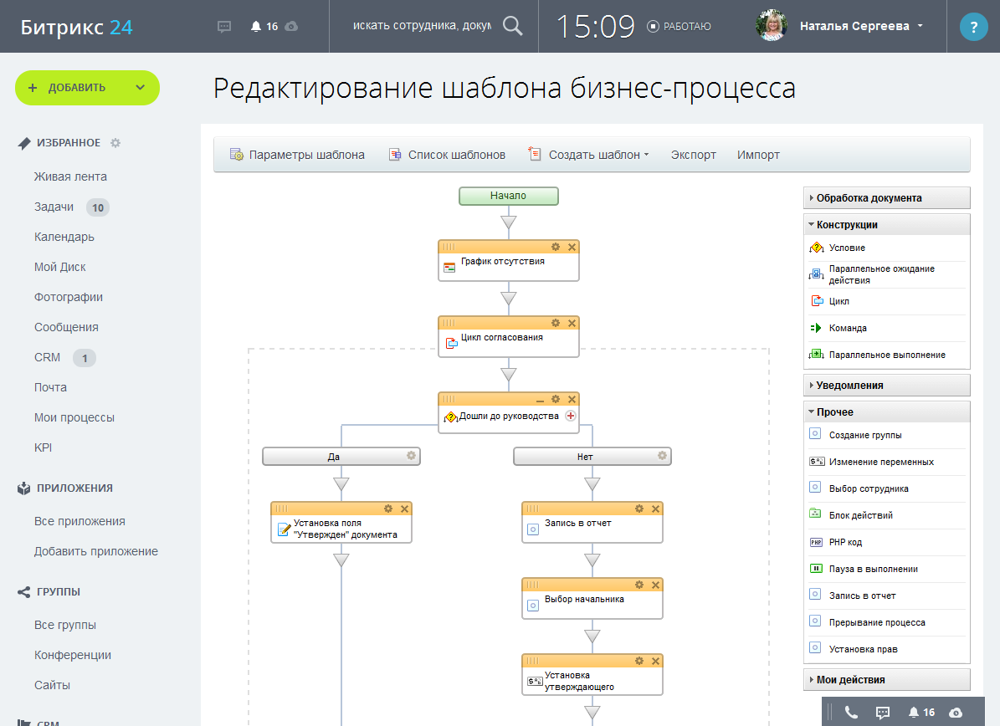 Битрикс 24
16
искать сотрудника, докум
15:09
РАБОТАЮ
Наталья Сергеева
?
+ ДОБАВИТЬ
Редактирование шаблона бизнес-процесса
ИЗБРАННОЕ
Живая лента
Задачи 10
Календарь
Мой Диск
Фотографии
Сообщения
CRM 1
Почта
Мои процессы
KPI
ПРИЛОЖЕНИЯ
Все приложения
Добавить приложение
ГРУППЫ
Все группы
Конференции
Сайты
CRM
Параметры шаблона
Список шаблонов
Создать шаблон
Экспорт
Импорт
Начало
График отсутствия
Цикл согласования
Дошли до руководства
Да
Нет
Установка поля
"Утвержден" документа
Запись в отчет
Выбор начальника
Установка
утверждающего
Обработка документа
Конструкции
Условие
Параллельное ожидание
действия
Цикл
Команда
Параллельное выполнение
Уведомления
Прочее
Создание группы
Изменение переменных
Выбор сотрудника
Блок действий
PHP код
Пауза в выполнении
Запись в отчет
Прерывание процесса
Установка прав
Мои действия
16